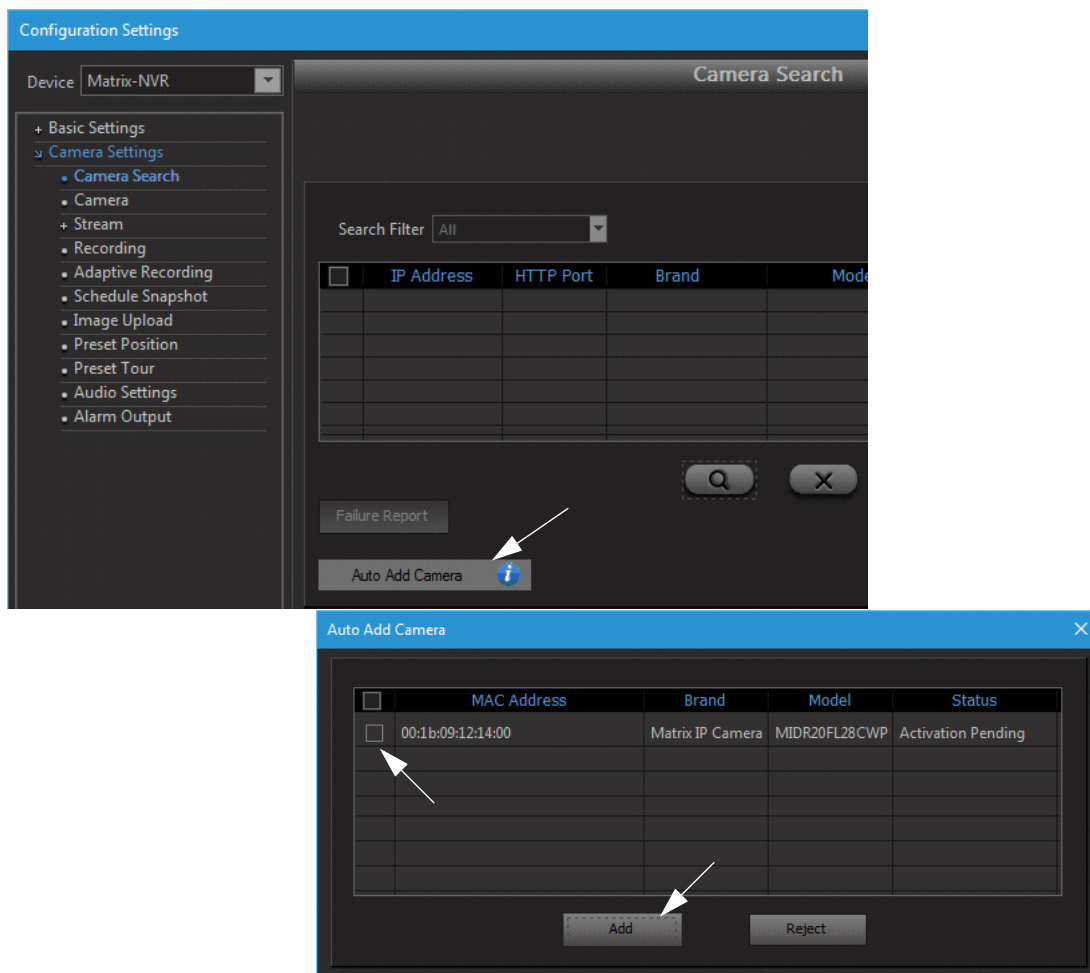 Configuration Settings
Device Matrix-NVR
Camera Search
+ Basic Settings
Camera Settings
Camera Search
Camera
+ Stream
Recording
Adaptive Recording
Schedule Snapshot
Image Upload
Preset Position
Preset Tour
Audio Settings
Alarm Output
Search Filter All
IP Address HTTP Port Brand Mode
Failure Report
Auto Add Camera i
Auto Add Camera
MAC Address Brand Model Status
00:1b:09:12:14:00 Matrix IP Camera MIDR20FL28CWP Activation Pending
Add Reject